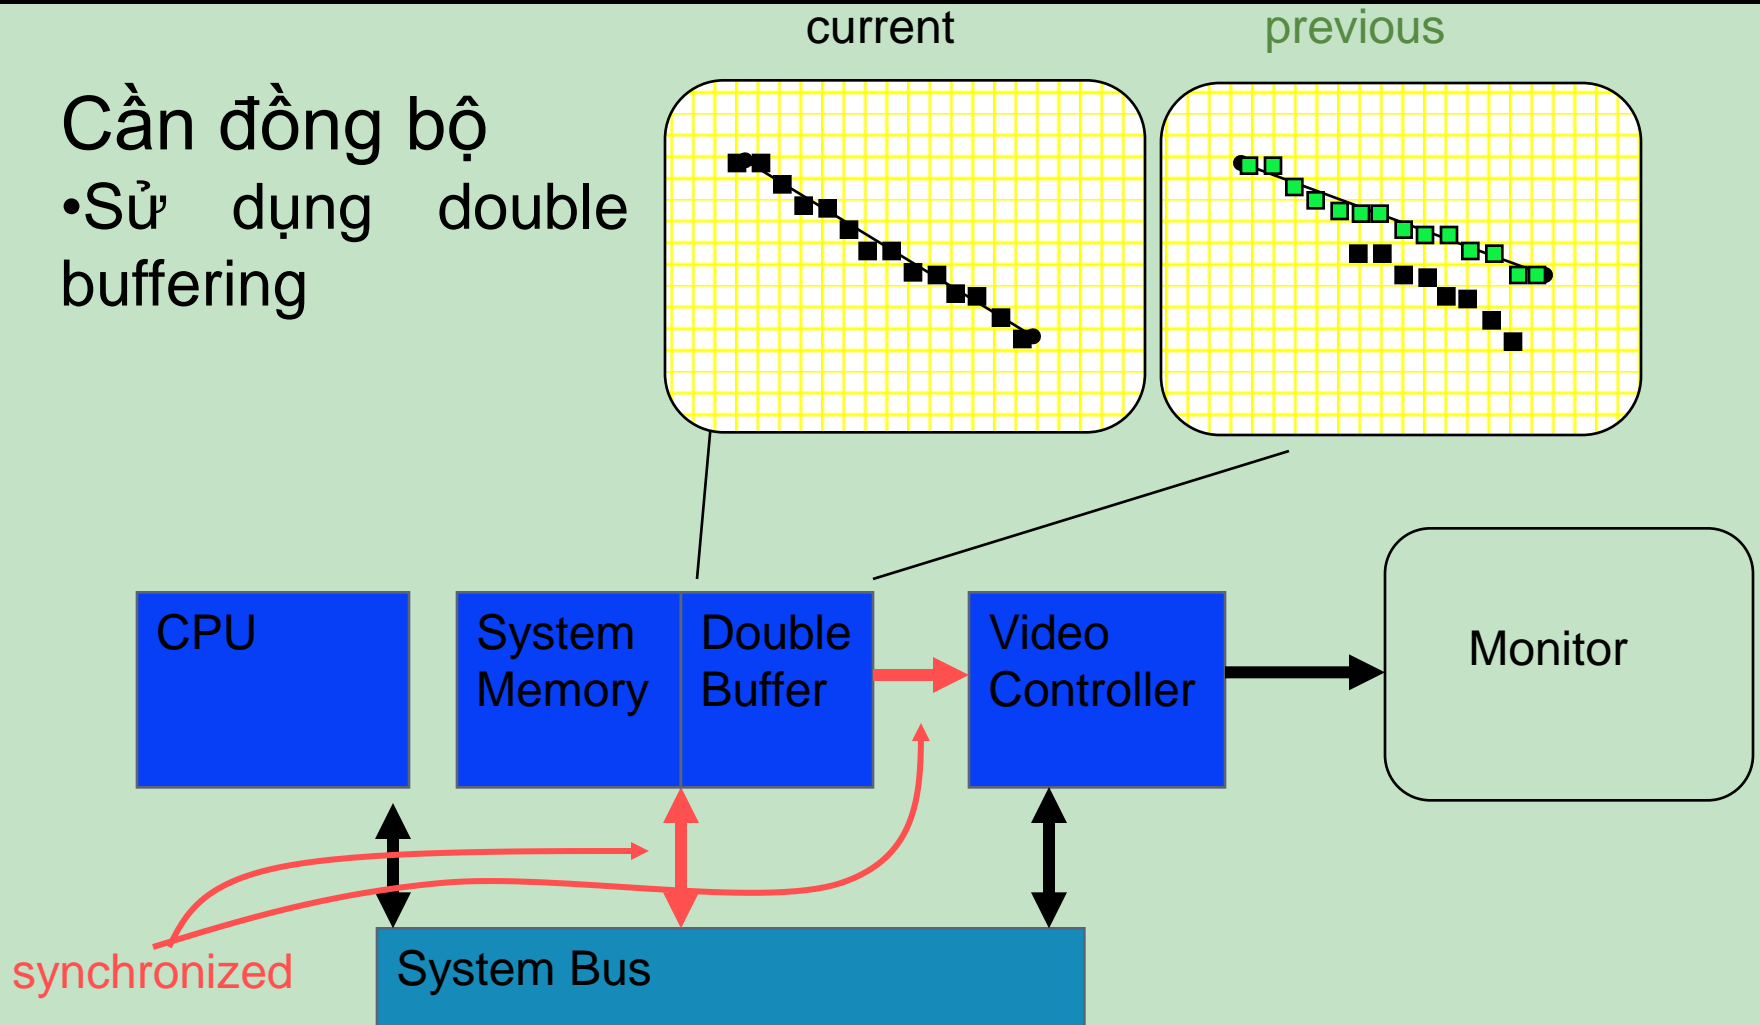 current
previous
Cần đồng bộ
•Sử dụng double
buffering
CPU
System
Memory
Double
Buffer
Video
Controller
Monitor
synchronized
System Bus